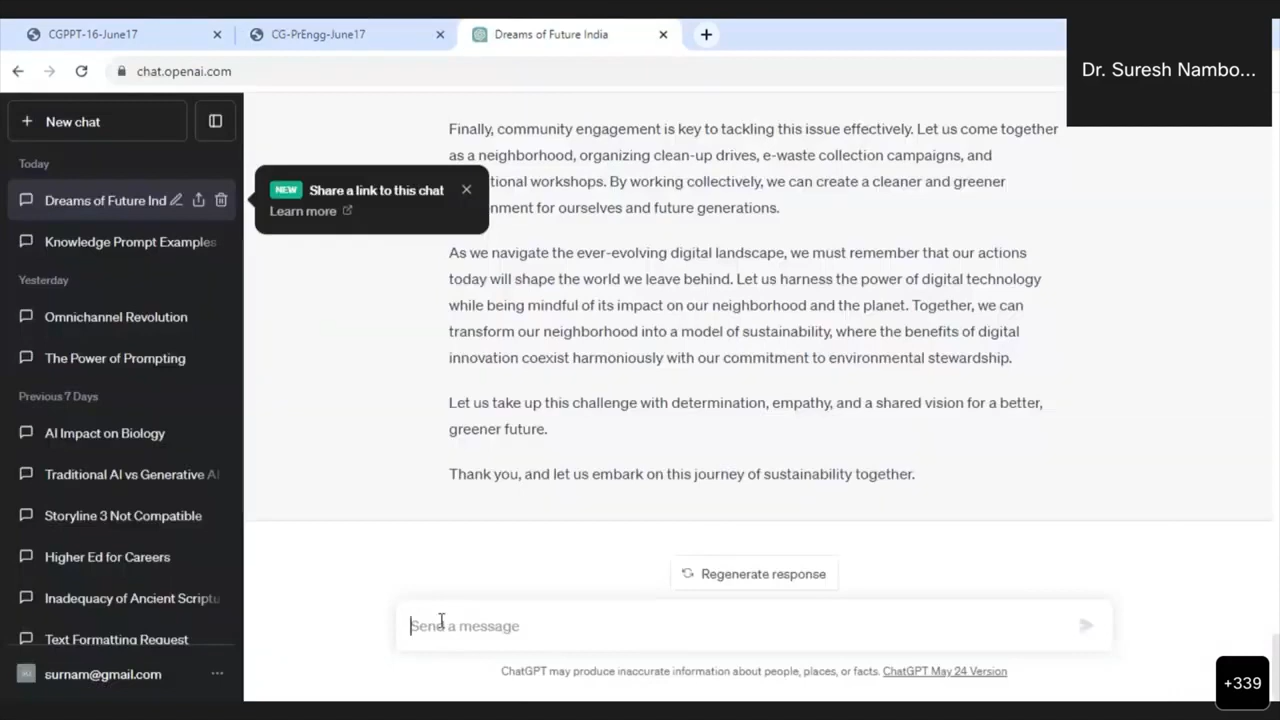 CGPPT-16-June17
CG-PrEngg-June17
Dreams of Future India
chat.openai.com
Dr. Suresh Nambo...
New chat
Today
Dreams of Future Ind
Knowledge Prompt Examples
Yesterday
Omnichannel Revolution
The Power of Prompting
Previous 7 Days
AI Impact on Biology
Traditional AI vs Generative AI
Storyline 3 Not Compatible
Higher Ed for Careers
Inadequacy of Ancient Scriptu
Text Formatting Request
surnam@gmail.com
NEW Share a link to this chat
Learn more
Finally, community engagement is key to tackling this issue effectively. Let us come together
as a neighborhood, organizing clean-up drives, e-waste collection campaigns, and
tional workshops. By working collectively, we can create a cleaner and greener
nment for ourselves and future generations.
As we navigate the ever-evolving digital landscape, we must remember that our actions
today will shape the world we leave behind. Let us harness the power of digital technology
while being mindful of its impact on our neighborhood and the planet. Together, we can
transform our neighborhood into a model of sustainability, where the benefits of digital
innovation coexist harmoniously with our commitment to environmental stewardship.
Let us take up this challenge with determination, empathy, and a shared vision for a better,
greener future.
Thank you, and let us embark on this journey of sustainability together.
Regenerate response
Send a message
ChatGPT may produce inaccurate information about people, places, or facts. ChatGPT May 24 Version
+339